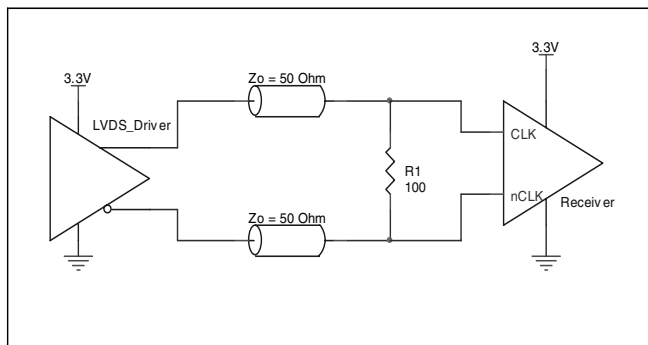 3.3V
LVDS_Driver
Zo = 50 Ohm
Zo = 50 Ohm
R1
100
3.3V
CLK
nCLK
Receiver